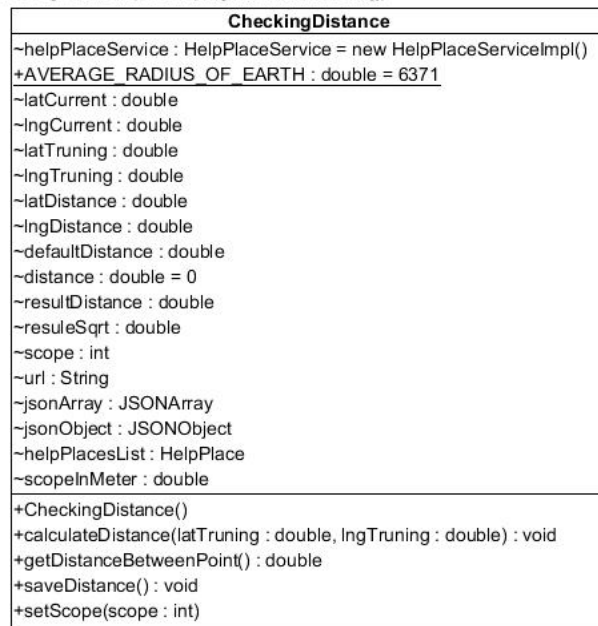 CheckingDistance
~helpPlaceService : HelpPlaceService = new HelpPlaceServiceImpl()
+AVERAGE_RADIUS_OF_EARTH : double = 6371
~latCurrent : double
~lngCurrent : double
~latTruning : double
~lngTruning : double
~latDistance : double
~lngDistance : double
~defaultDistance : double
~distance : double = 0
~resultDistance : double
~resuleSqrt : double
~scope : int
~url : String
~jsonArray : JSONArray
~jsonObject : JSONObject
~helpPlacesList : HelpPlace
~scopeInMeter : double
+CheckingDistance()
+calculateDistance(latTruning : double, lngTruning : double) : void
+getDistanceBetweenPoint() : double
+saveDistance() : void
+setScope(scope : int)